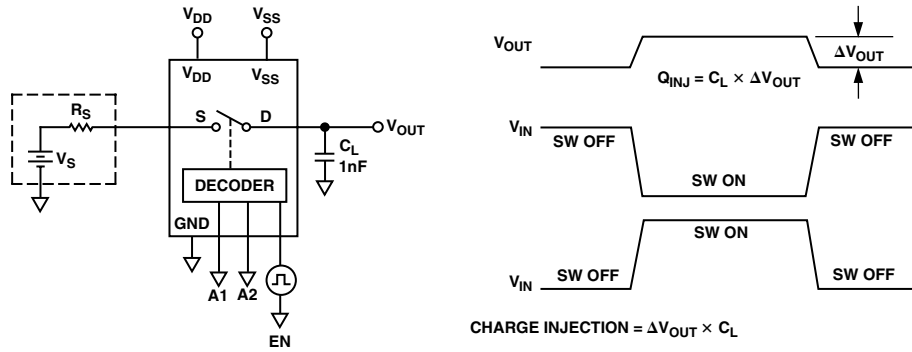 VDD
VSS
VDD
VSS
RS
VS
S
D
VOUT
CL
1nF
DECODER
GND
A1
A2
EN
VOUT
ΔVOUT
QINJ = CL × ΔVOUT
VIN
SW OFF
SW OFF
SW ON
SW ON
VIN
SW OFF
SW OFF
CHARGE INJECTION = ΔVOUT × CL